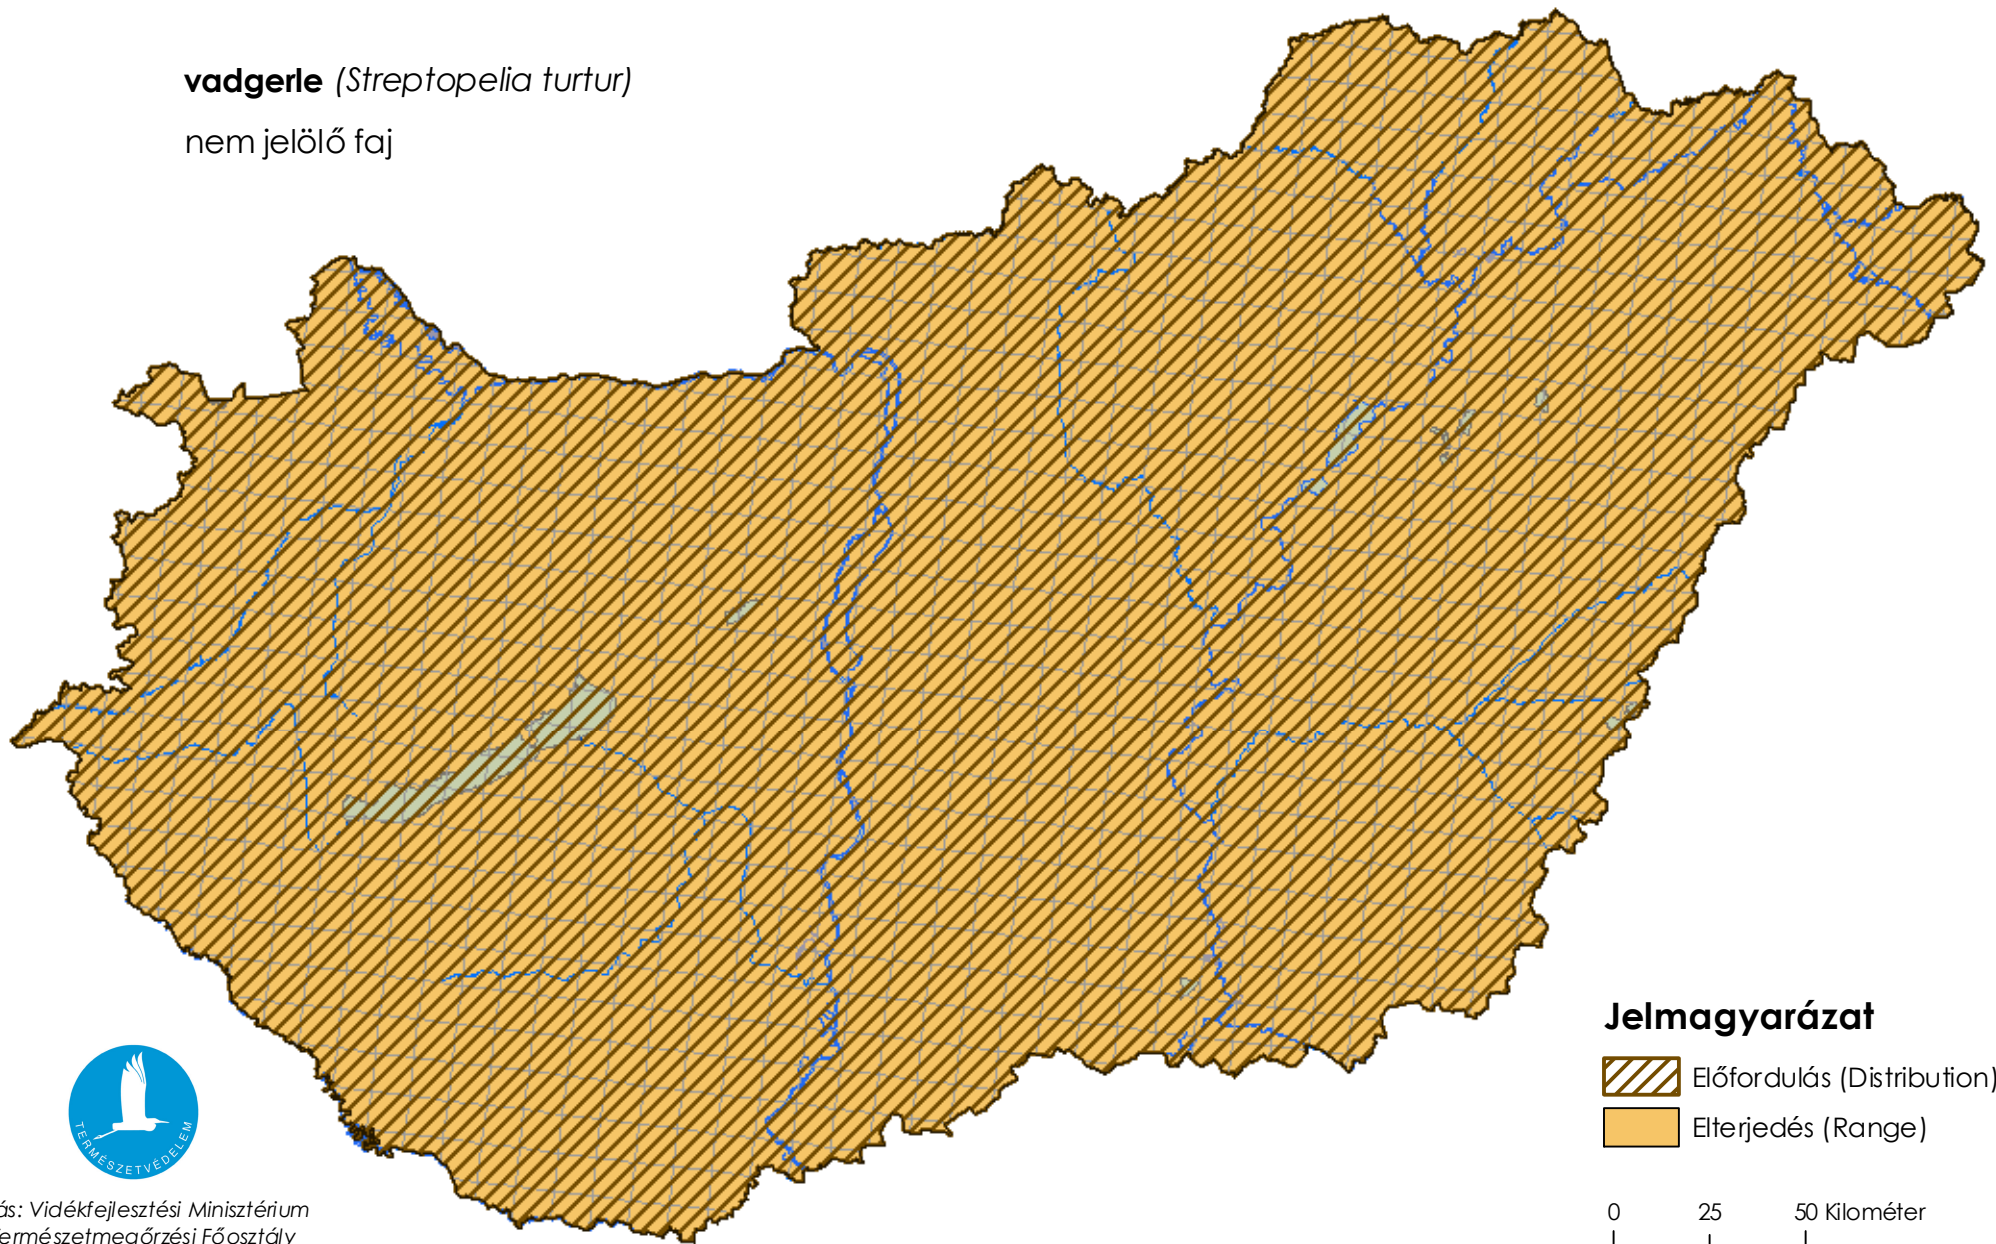 vadgerle (Streptopelia turtur)
nem jelölő faj
Jelmagyarázat
Előfordulás (Distribution)
Elterjedés (Range)
0 25 50 Kilométer
TERMÉSZETVÉDELEM
ás: Vidékfejlesztési Minisztérium
Természetmegőrzési Főosztály